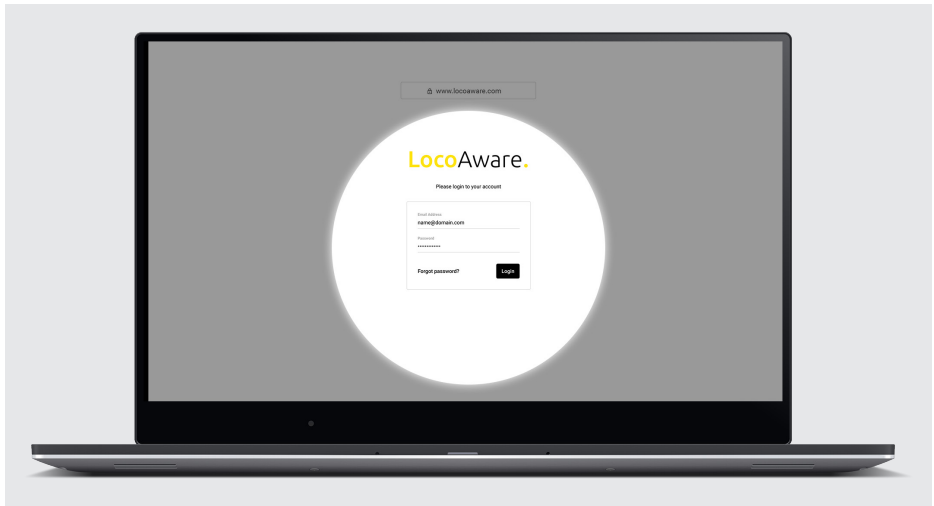 www.locoaware.com
LocoAware.
Please login to your account
Email Address
name@domain.com
Password
Forgot password?
Login